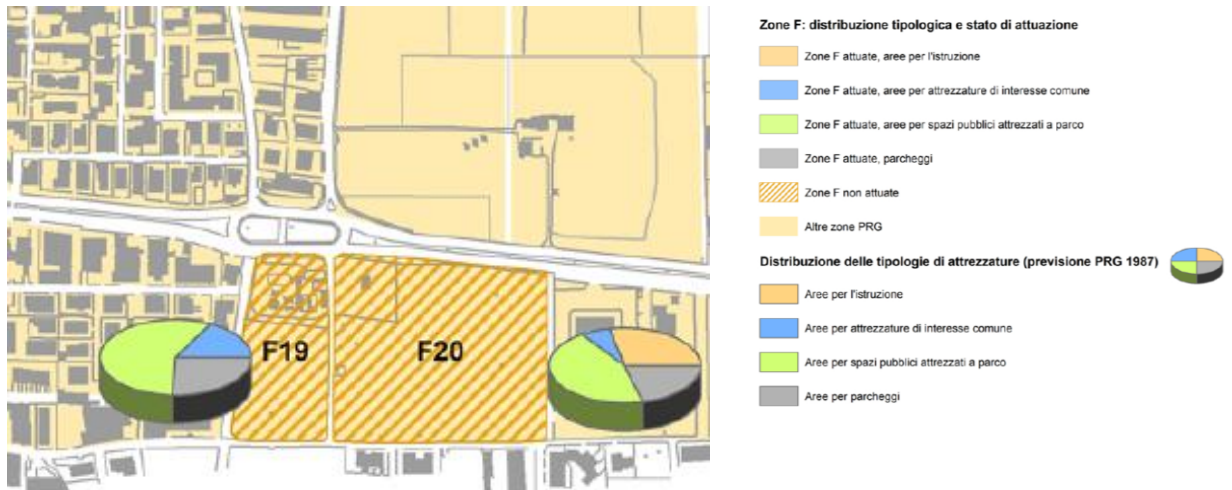 F19
F20
Zone F: distribuzione tipologica e stato di attuazione
Zone F attuate, aree per l'istruzione
Zone F attuate, aree per attrezzature di interesse comune
Zone F attuate, aree per spazi pubblici attrezzati a parco
Zone F attuate, parcheggi
Zone F non attuate
Altre zone PRG
Distribuzione delle tipologie di attrezzature (previsione PRG 1987)
Aree per l'istruzione
Aree per attrezzature di interesse comune
Aree per spazi pubblici attrezzati a parco
Aree per parcheggi